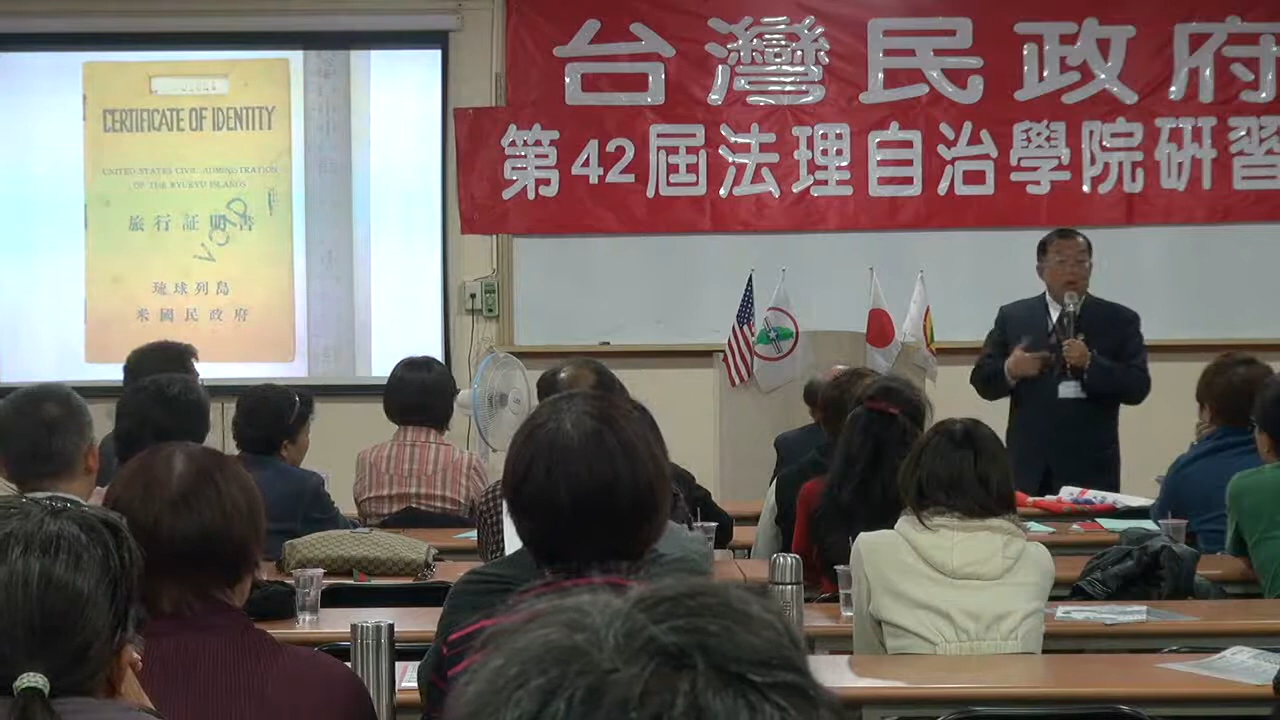 CERTIFICATE OF IDENTITY
UNITED STATES CIVIL ADMINISTRATION
OF THE RYUKYU ISLANDS
旅行証明書
VOID
琉球列島
米國民政府
台灣民政府
第42屆法理自治學院研習